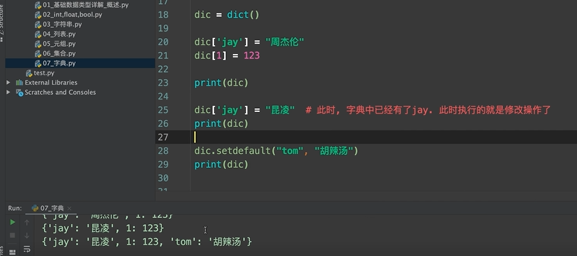 01_基础数据类型详解_概述.py
02_int,float,bool.py
03_字符串.py
04_列表.py
05_元组.py
06_集合.py
07_字典.py
test.py
External Libraries
Scratches and Consoles
17
18 dic = dict()
19
20 dic['jay'] = "周杰伦"
21 dic[1] = 123
22
23 print(dic)
24
25 dic['jay'] = "昆凌" # 此时, 字典中已经有了jay. 此时执行的就是修改操作了
26 print(dic)
27
28 dic.setdefault("tom", "胡辣汤")
29 print(dic)
30
31
Run: 07_字典 ×
{'jay': '周杰伦', 1: 123}
{'jay': '昆凌', 1: 123}
{'jay': '昆凌', 1: 123, 'tom': '胡辣汤'}